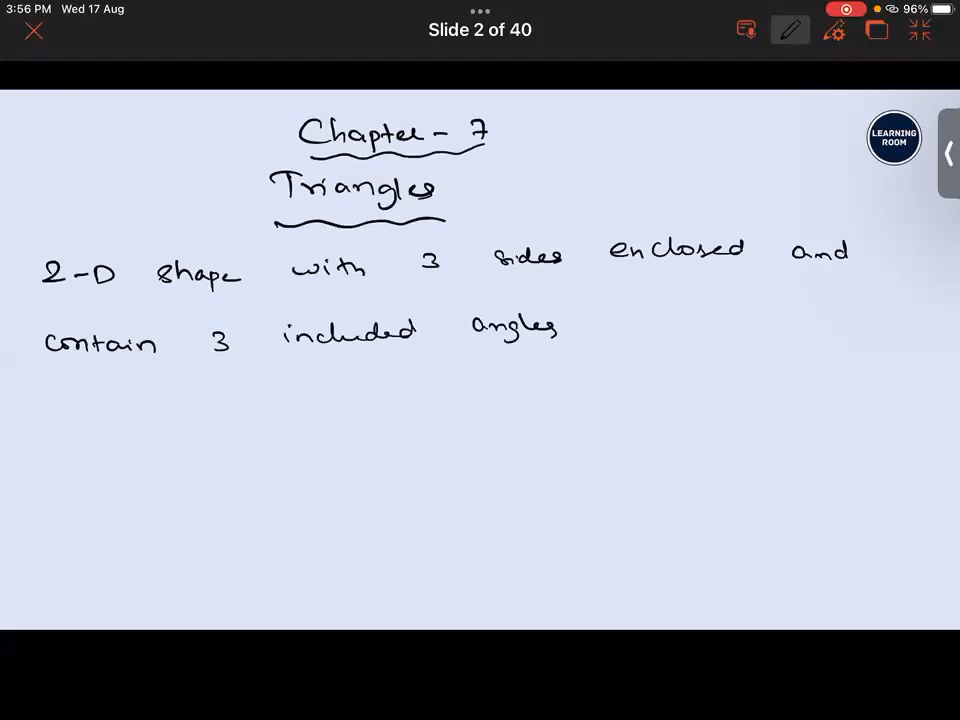 3:56 PM Wed 17 Aug
96%
Slide 2 of 40
LEARNING
ROOM
Chapter - 7
Triangles
2-D shape with 3 sides enclosed and
contain 3 included angles